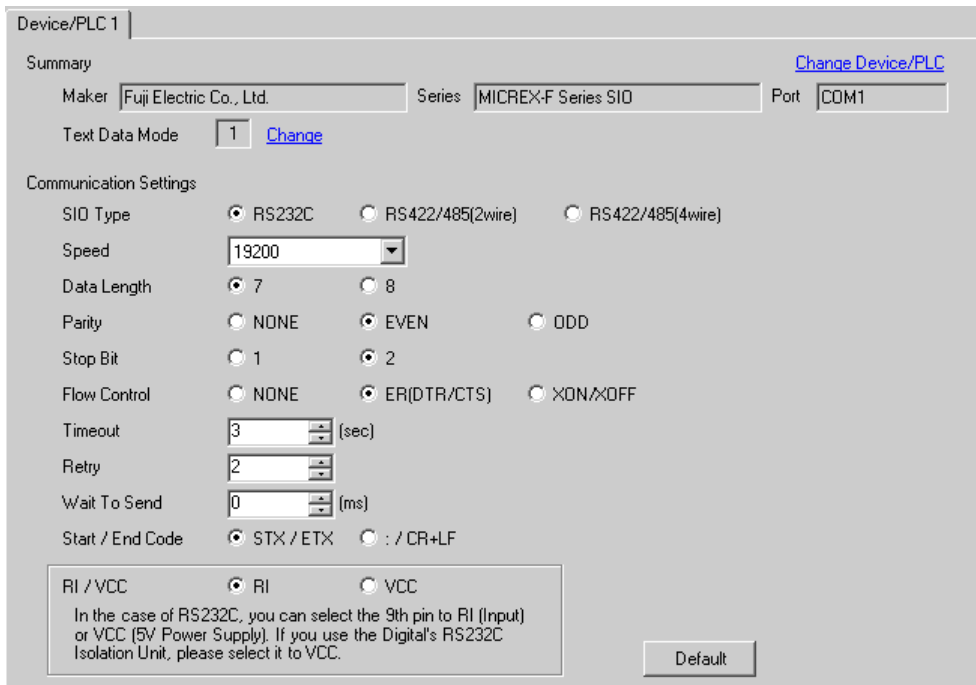 Device/PLC 1
Summary Change Device/PLC
Maker Fuji Electric Co., Ltd. Series MICREX-F Series SIO Port COM1
Text Data Mode 1 Change
Communication Settings
SIO Type RS232C RS422/485(2wire) RS422/485(4wire)
Speed 19200
Data Length 7 8
Parity NONE EVEN ODD
Stop Bit 1 2
Flow Control NONE ER(DTR/CTS) XON/XOFF
Timeout 3 (sec)
Retry 2
Wait To Send 0 (ms)
Start / End Code STX / ETX : / CR+LF
RI / VCC RI VCC
In the case of RS232C, you can select the 9th pin to RI (Input)
or VCC (5V Power Supply). If you use the Digital's RS232C
Isolation Unit, please select it to VCC.
Default